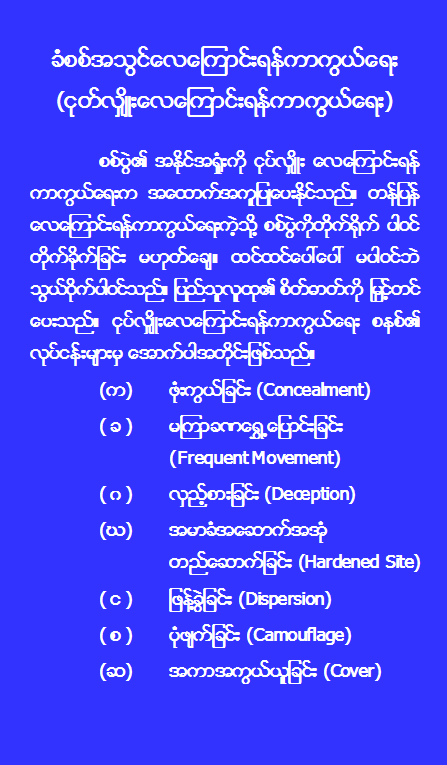 ခံစစ်အသွင်လေကြောင်းရန်ကာကွယ်ရေး
(ငုတ်လျှိုးလေကြောင်းရန်ကာကွယ်ရေး)
စစ်ပွဲ၏ အနိုင်အရှုံးကို ငုပ်လျှိုး လေကြောင်းရန်
ကာကွယ်ရေးက အထောက်အကူပြုပေးနိုင်သည်။ တန်ပြန်
လေကြောင်းရန်ကာကွယ်ရေးကဲ့သို့ စစ်ပွဲကိုတိုက်ရိုက် ပါဝင်
တိုက်ခိုက်ခြင်း မဟုတ်ချေ။ ထင်ထင်ပေါ်ပေါ် မပါဝင်ဘဲ
သွယ်ဝိုက်ပါဝင်သည်။ ပြည်သူလူထု၏ စိတ်ဓာတ်ကို မြှင့်တင်
ပေးသည်။ ငုပ်လျှိုးလေကြောင်းရန်ကာကွယ်ရေး စနစ်၏
လုပ်ငန်းများမှ အောက်ပါအတိုင်းဖြစ်သည်။
(က) ဖုံးကွယ်ခြင်း (Concealment)
( ခ ) မကြာခဏရွှေ့ပြောင်းခြင်း
(Frequent Movement)
( ဂ ) လှည့်စားခြင်း (Deception)
(ဃ) အမာခံအဆောက်အအုံ
တည်ဆောက်ခြင်း (Hardened Site)
( င ) ဖြန့်ခွဲခြင်း (Dispersion)
( စ ) ပုံဖျက်ခြင်း (Camouflage)
(ဆ) အကာအကွယ်ယူခြင်း (Cover)